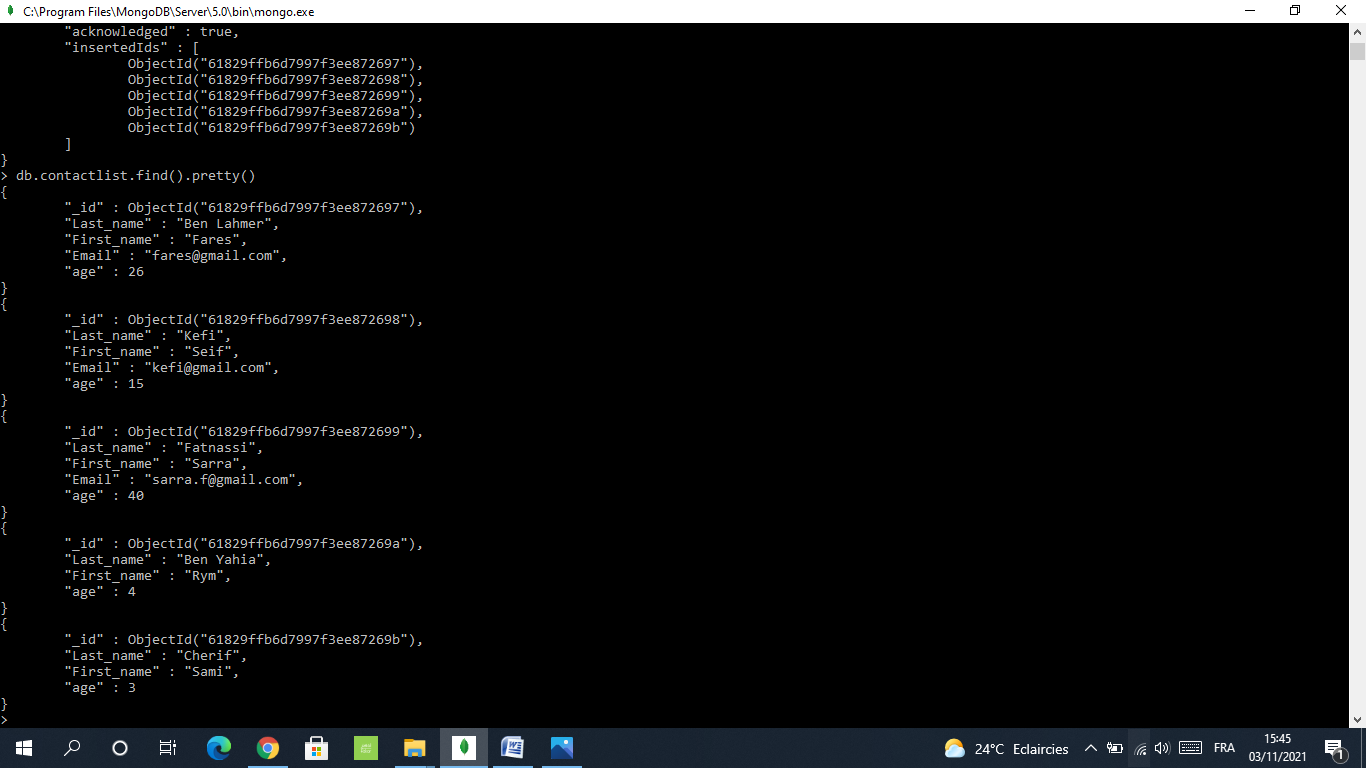 C:\Program Files\MongoDB\Server\5.0\bin\mongo.exe
"acknowledged" : true,
"insertedIds" : [
ObjectId("61829ffb6d7997f3ee872697"),
ObjectId("61829ffb6d7997f3ee872698"),
ObjectId("61829ffb6d7997f3ee872699"),
ObjectId("61829ffb6d7997f3ee87269a"),
ObjectId("61829ffb6d7997f3ee87269b")
]
}
> db.contactlist.find().pretty()
{
"_id" : ObjectId("61829ffb6d7997f3ee872697"),
"Last_name" : "Ben Lahmer",
"First_name" : "Fares",
"Email" : "fares@gmail.com",
"age" : 26
}
{
"_id" : ObjectId("61829ffb6d7997f3ee872698"),
"Last_name" : "Kefi",
"First_name" : "Seif",
"Email" : "kefi@gmail.com",
"age" : 15
}
{
"_id" : ObjectId("61829ffb6d7997f3ee872699"),
"Last_name" : "Fatnassi",
"First_name" : "Sarra",
"Email" : "sarra.f@gmail.com",
"age" : 40
}
{
"_id" : ObjectId("61829ffb6d7997f3ee87269a"),
"Last_name" : "Ben Yahia",
"First_name" : "Rym",
"age" : 4
}
{
"_id" : ObjectId("61829ffb6d7997f3ee87269b"),
"Last_name" : "Cherif",
"First_name" : "Sami",
"age" : 3
}
>
24°C Eclaircies
FRA
15:45
03/11/2021
1